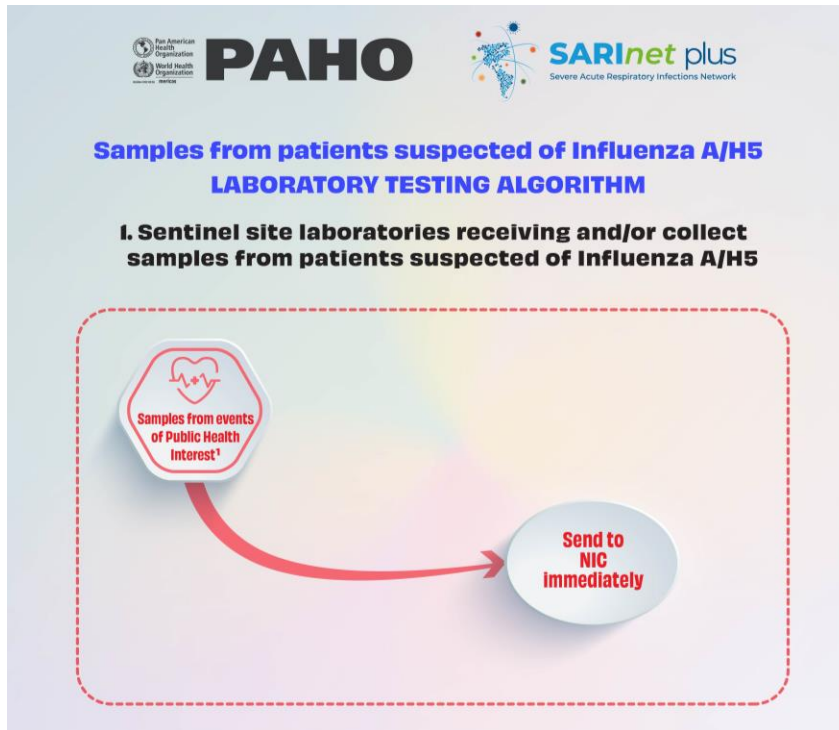 Pan American
Health
Organization
World Health
Organization
PAHO
SARInet plus
Severe Acute Respiratory Infections Network
Samples from patients suspected of Influenza A/H5
LABORATORY TESTING ALGORITHM
1. Sentinel site laboratories receiving and/or collect
samples from patients suspected of Influenza A/H5
Samples from events
of Public Health
Interest¹
Send to
NIC
immediately